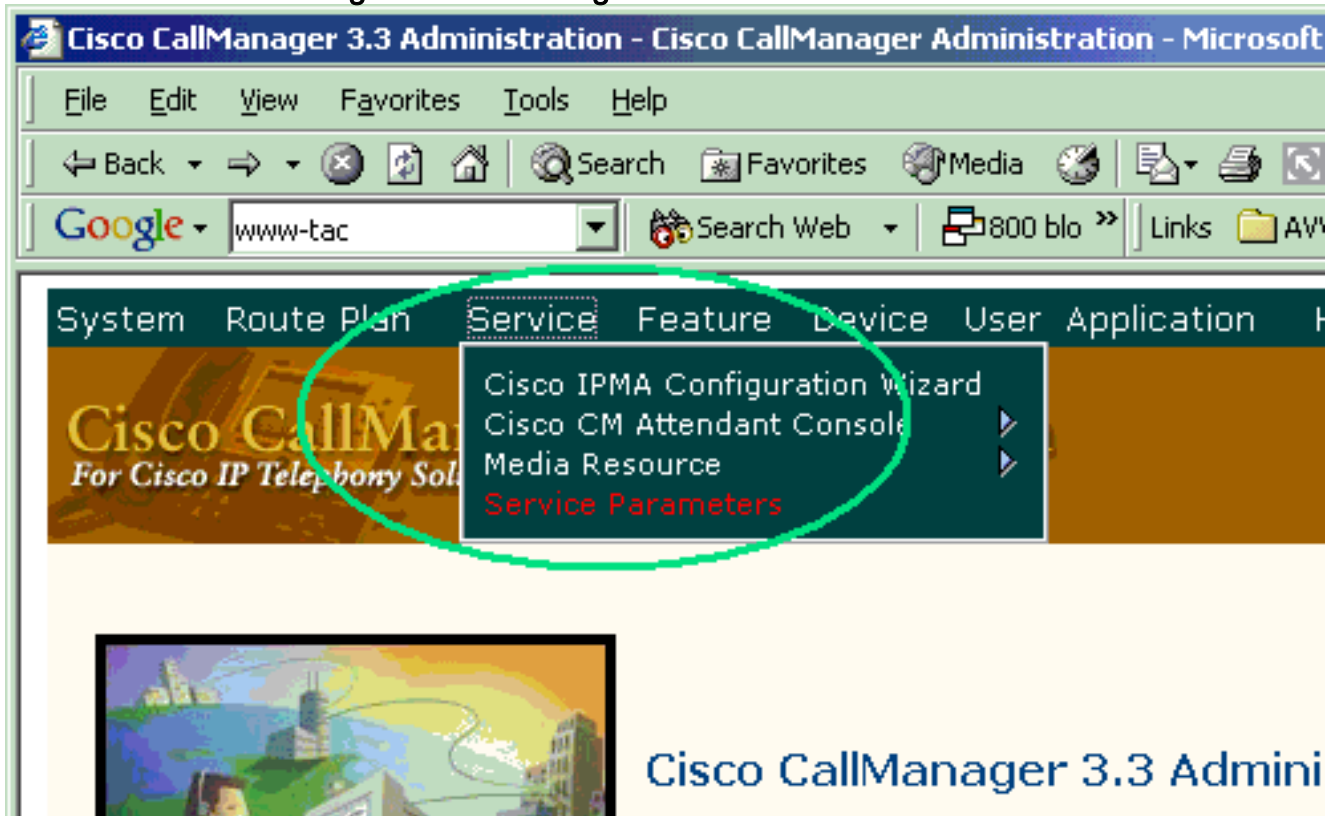 Cisco CallManager 3.3 Administration - Cisco CallManager Administration - Microsoft
File Edit View Favorites Tools Help
Back Search Favorites Media
Google www-tac Search Web 800 blo » Links
System Route Plan Service Feature Device User Application
Cisco IPMA Configuration Wizard
Cisco CM Attendant Console
Media Resource
Service Parameters
Cisco
For Cisco IP Telephony
Cisco CallManager 3.3